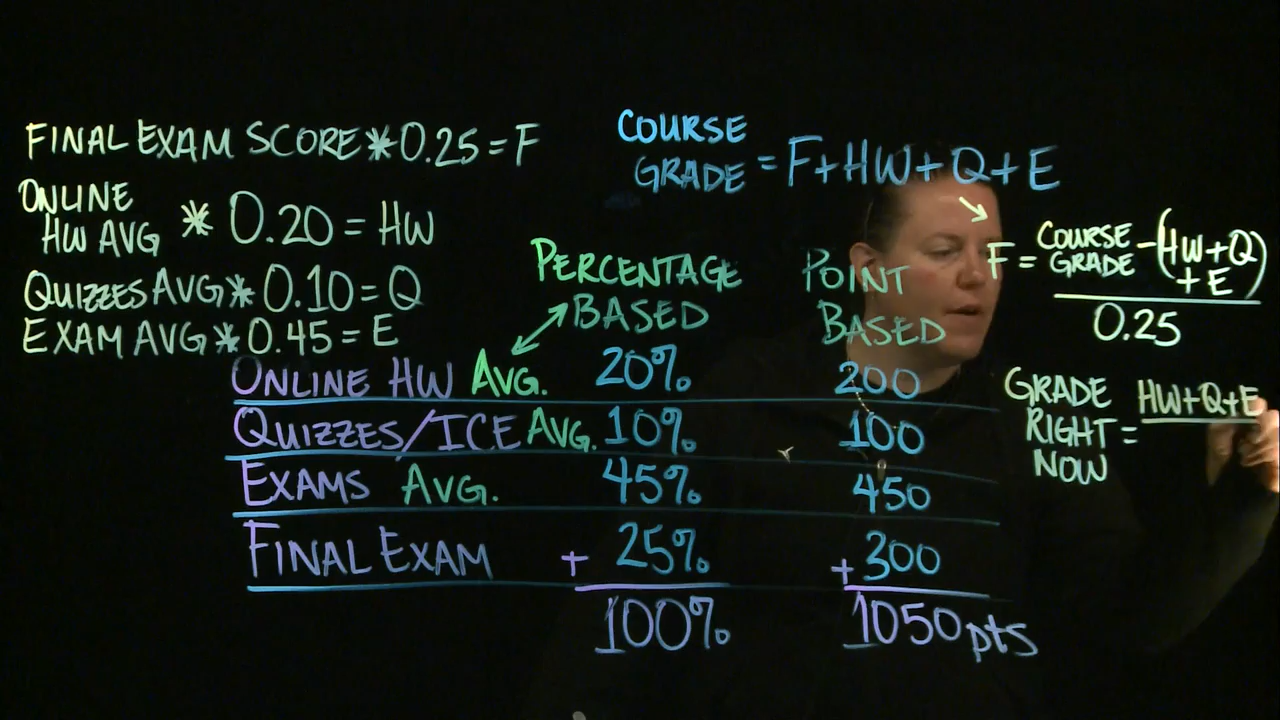 FINAL EXAM SCORE * 0.25 = F
ONLINE
HW AVG * 0.20 = HW
QUIZZES AVG * 0.10 = Q
EXAM AVG * 0.45 = E
COURSE
GRADE = F + HW + Q + E
F = COURSE GRADE - (HW + Q + E)
0.25
GRADE
RIGHT =
NOW
HW + Q + E
PERCENTAGE
BASED
POINT
BASED
ONLINE HW AVG. 20% 200
QUIZZES/ICE AVG. 10% 100
EXAMS AVG. 45% 450
FINAL EXAM + 25% + 300
100% 1050 pts